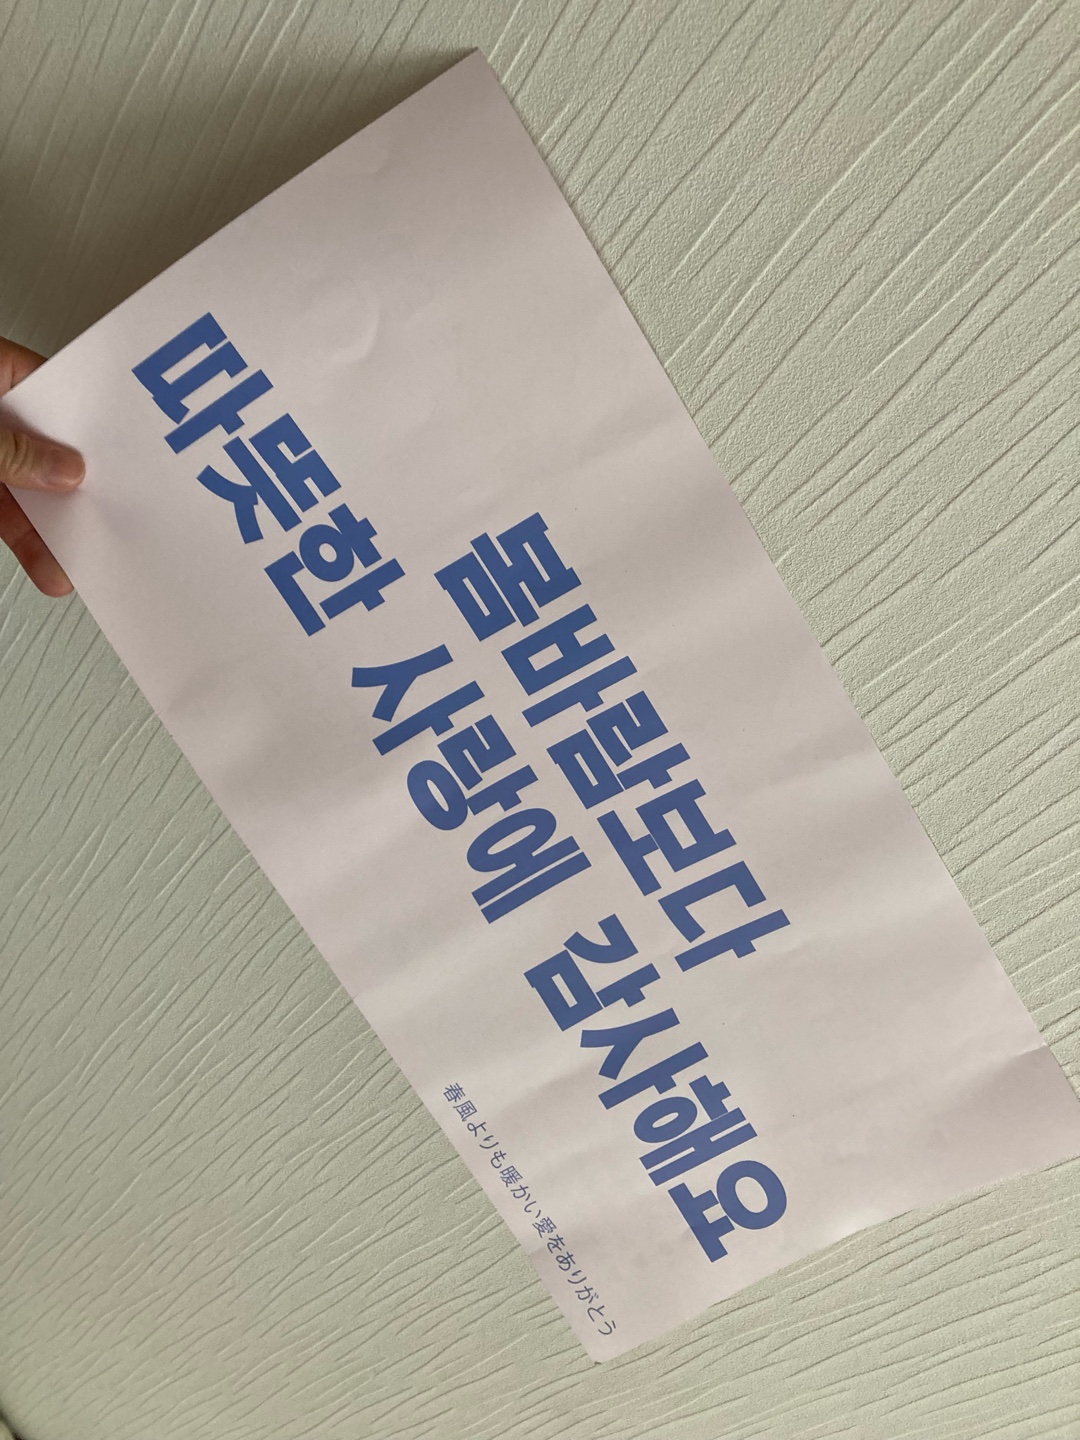 봄바람보다
따뜻한 사랑에 감사해요
春風よりも暖かい愛をありがとう